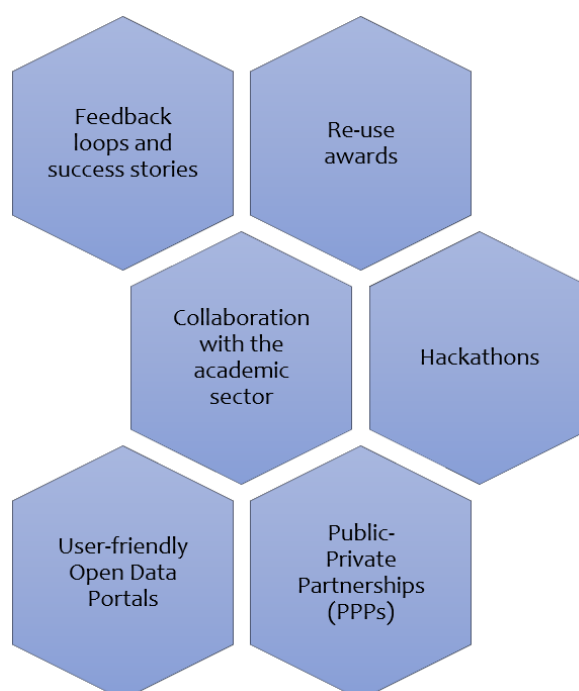 Feedback
loops and
success stories
Re-use
awards
Collaboration
with the
academic
sector
Hackathons
User-friendly
Open Data
Portals
Public-
Private
Partnerships
(PPPs)